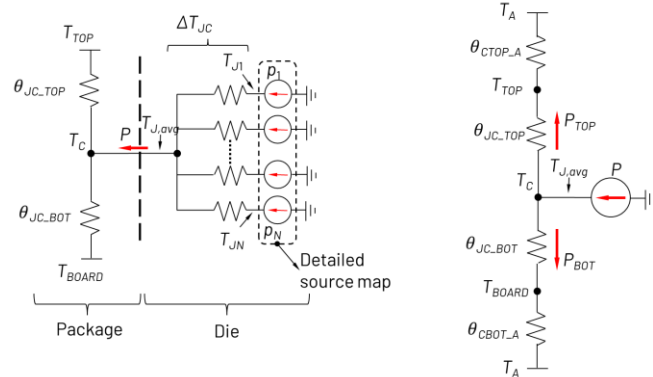 ΔT_JC
T_TOP
T_J1
p_1
θ_JC_TOP
T_C
P
T_J,avg
θ_JC_BOT
T_JN
p_N
Detailed
source map
T_BOARD
Package
Die
T_A
θ_CTOP_A
T_TOP
P_TOP
θ_JC_TOP
T_J,avg
P
T_C
θ_JC_BOT
P_BOT
T_BOARD
θ_CBOT_A
T_A